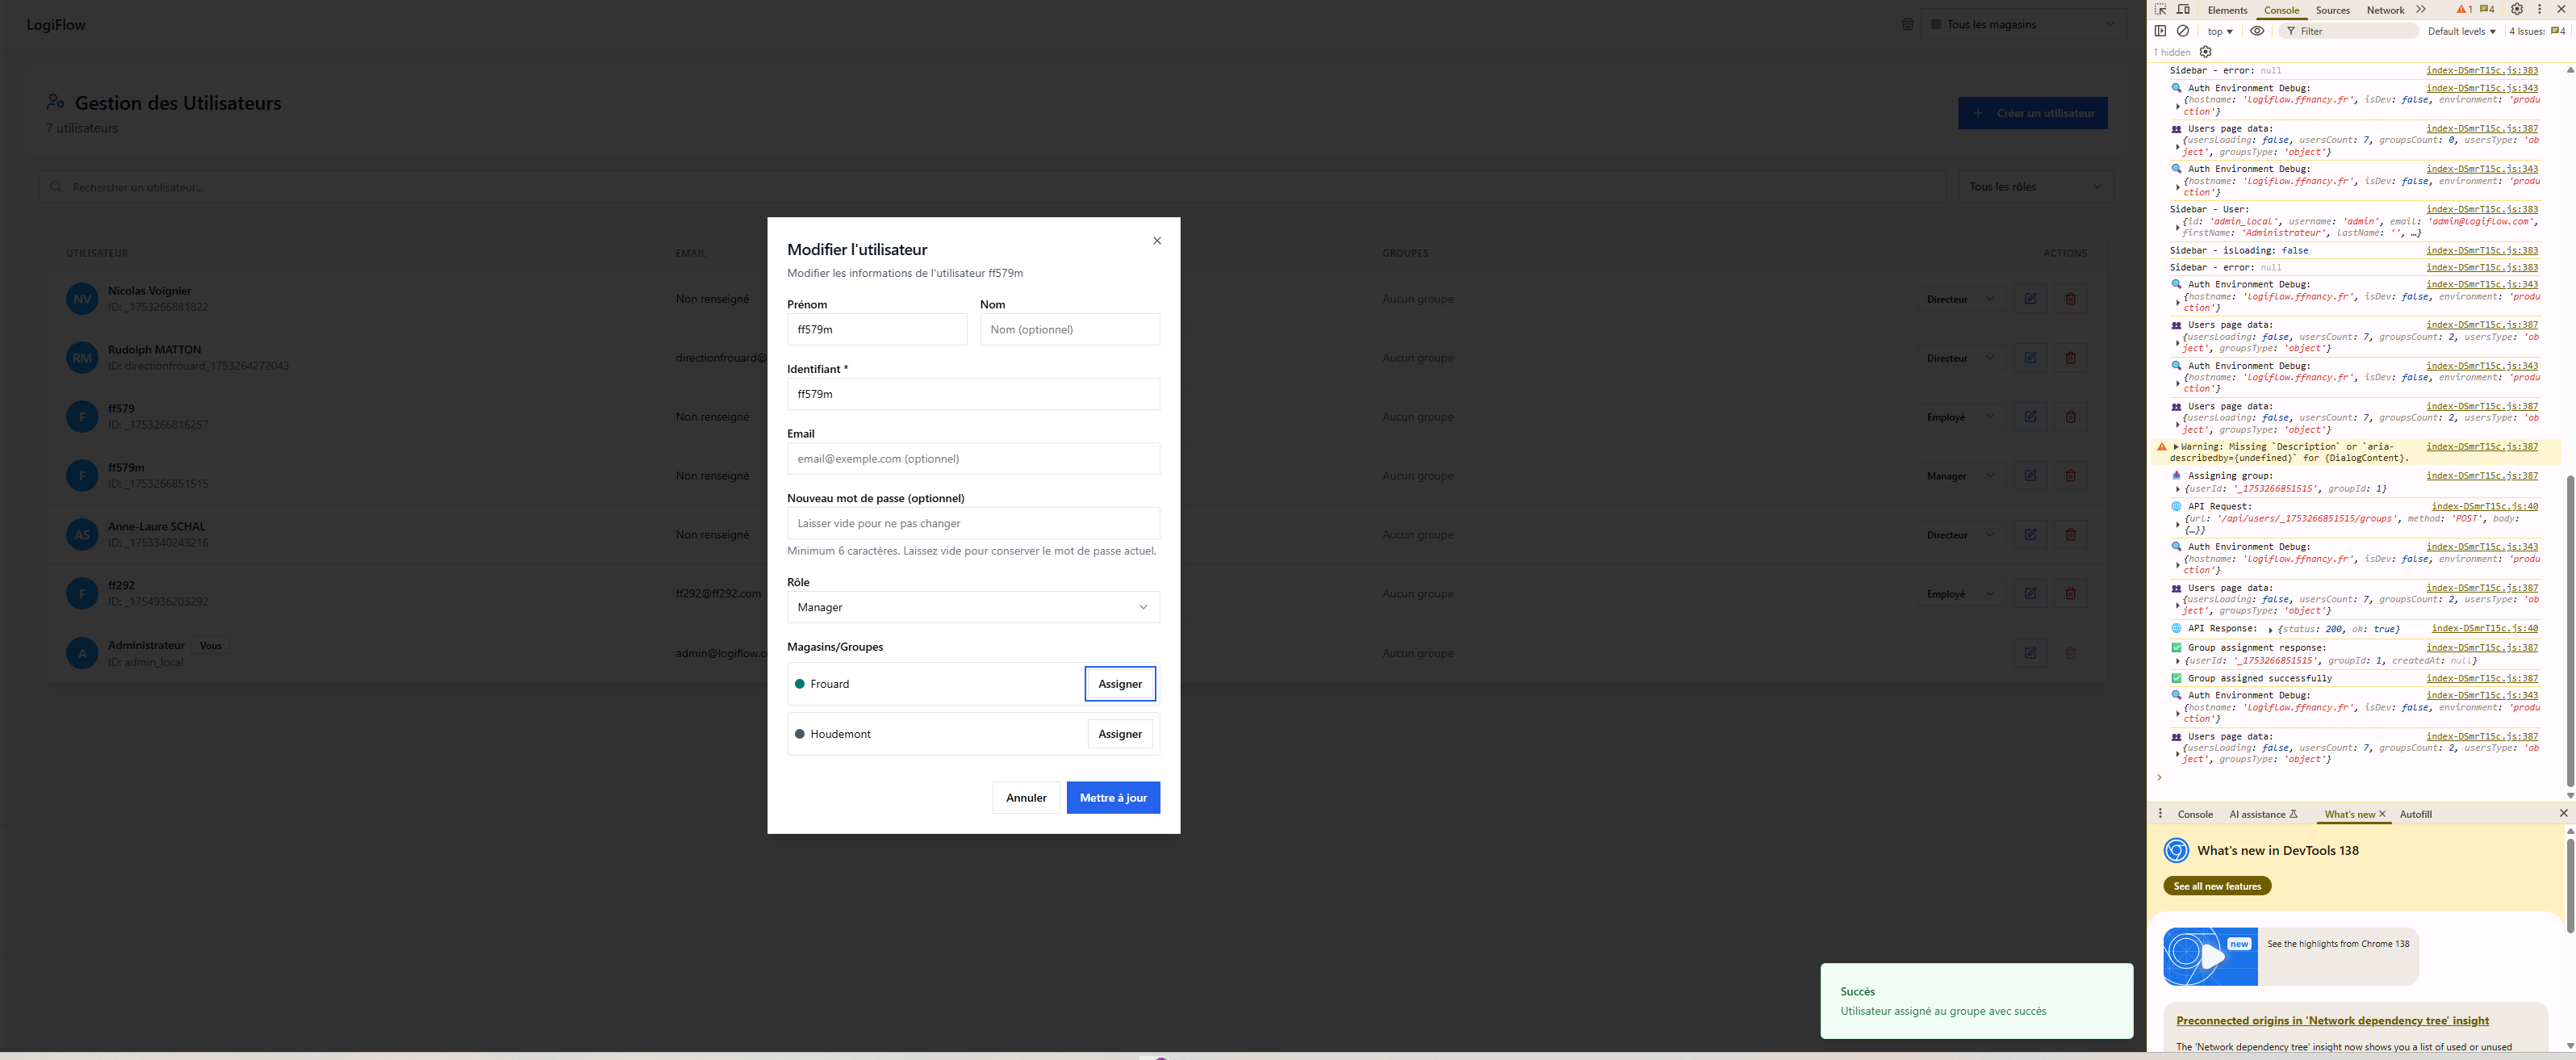 LogiFlow
Tous les magasins
Gestion des Utilisateurs
7 utilisateurs
Créer un utilisateur
Rechercher un utilisateur...
Tous les rôles
UTILISATEUR EMAIL GROUPES ACTIONS
NV Nicolas Voignier
ID: _1753266881822
Non renseigné Aucun groupe Directeur
RM Rudolph MATTON
ID: directionfrouard_1753264272043
directionfrouard@ Aucun groupe Directeur
F ff579
ID: _1753266816257
Non renseigné Aucun groupe Employé
F ff579m
ID: _1753266851515
Non renseigné Aucun groupe Manager
AS Anne-Laure SCHAL
ID: _1753340243216
Non renseigné Aucun groupe Directeur
F ff292
ID: _1754936203292
ff292@ff292.com Aucun groupe Employé
A Administrateur Vous
ID: admin_local
admin@logiflow.c Aucun groupe
Modifier l'utilisateur
Modifier les informations de l'utilisateur ff579m
Prénom Nom
ff579m Nom (optionnel)
Identifiant *
ff579m
Email
email@exemple.com (optionnel)
Nouveau mot de passe (optionnel)
Laisser vide pour ne pas changer
Minimum 6 caractères. Laissez vide pour conserver le mot de passe actuel.
Rôle
Manager
Magasins/Groupes
Frouard Assigner
Houdemont Assigner
Annuler Mettre à jour
Succès
Utilisateur assigné au groupe avec succès
Elements Console Sources Network 1 4
top Filter Default levels 4 Issues: 4
1 hidden
Sidebar - error: null index-DSmrT15c.js:383
Auth Environment Debug: index-DSmrT15c.js:343
{hostname: 'logiflow.ffnancy.fr', isDev: false, environment: 'produ
ction'}
Users page data: index-DSmrT15c.js:387
{usersLoading: false, usersCount: 7, groupsCount: 0, usersType: 'ob
ject', groupsType: 'object'}
Auth Environment Debug: index-DSmrT15c.js:343
{hostname: 'logiflow.ffnancy.fr', isDev: false, environment: 'produ
ction'}
Sidebar - User: index-DSmrT15c.js:383
{id: 'admin_local', username: 'admin', email: 'admin@logiflow.com',
firstName: 'Administrateur', lastName: '', …}
Sidebar - isLoading: false index-DSmrT15c.js:383
Sidebar - error: null index-DSmrT15c.js:383
Auth Environment Debug: index-DSmrT15c.js:343
{hostname: 'logiflow.ffnancy.fr', isDev: false, environment: 'produ
ction'}
Users page data: index-DSmrT15c.js:387
{usersLoading: false, usersCount: 7, groupsCount: 2, usersType: 'ob
ject', groupsType: 'object'}
Auth Environment Debug: index-DSmrT15c.js:343
{hostname: 'logiflow.ffnancy.fr', isDev: false, environment: 'produ
ction'}
Users page data: index-DSmrT15c.js:387
{usersLoading: false, usersCount: 7, groupsCount: 2, usersType: 'ob
ject', groupsType: 'object'}
Warning: Missing `Description` or `aria- index-DSmrT15c.js:387
describedby={undefined}` for {DialogContent}.
Assigning group: index-DSmrT15c.js:387
{userId: '_1753266851515', groupId: 1}
API Request: index-DSmrT15c.js:40
{url: '/api/users/_1753266851515/groups', method: 'POST', body:
{…}}
Auth Environment Debug: index-DSmrT15c.js:343
{hostname: 'logiflow.ffnancy.fr', isDev: false, environment: 'produ
ction'}
Users page data: index-DSmrT15c.js:387
{usersLoading: false, usersCount: 7, groupsCount: 2, usersType: 'ob
ject', groupsType: 'object'}
API Response: {status: 200, ok: true} index-DSmrT15c.js:40
Group assignment response: index-DSmrT15c.js:387
{userId: '_1753266851515', groupId: 1, createdAt: null}
Group assigned successfully index-DSmrT15c.js:387
Auth Environment Debug: index-DSmrT15c.js:343
{hostname: 'logiflow.ffnancy.fr', isDev: false, environment: 'produ
ction'}
Users page data: index-DSmrT15c.js:387
{usersLoading: false, usersCount: 7, groupsCount: 2, usersType: 'ob
ject', groupsType: 'object'}
Console AI assistance What's new Autofill
What's new in DevTools 138
See all new features
new See the highlights from Chrome 138
Preconnected origins in 'Network dependency tree' insight
The 'Network dependency tree' insight now shows you a list of used or unused